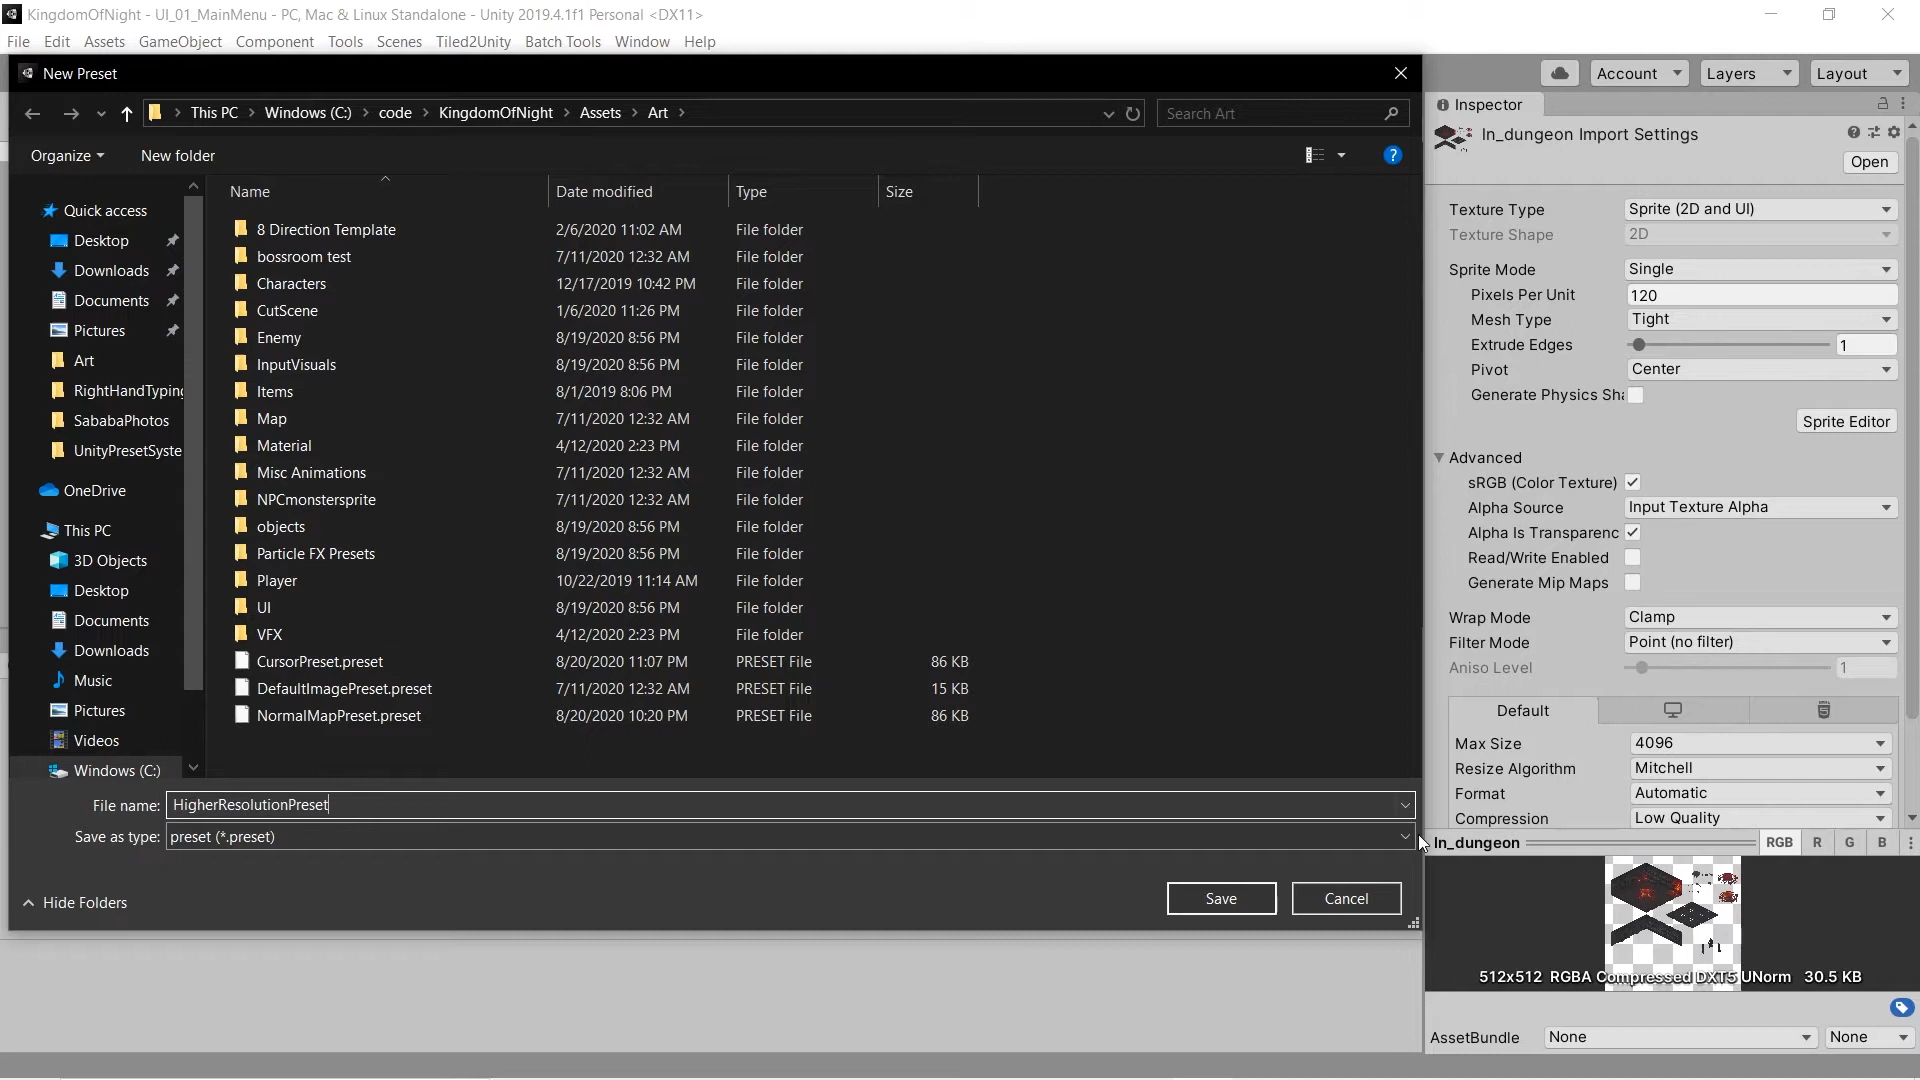 KingdomOfNight - UI_01_MainMenu - PC, Mac & Linux Standalone - Unity 2019.4.1f1 Personal <DX11>
File Edit Assets GameObject Component Tools Scenes Tiled2Unity Batch Tools Window Help
New Preset
Account Layers Layout
This PC > Windows (C:) > code > KingdomOfNight > Assets > Art >
Search Art
Organize New folder
Quick access
Desktop
Downloads
Documents
Pictures
Art
RightHandTyping
SababaPhotos
UnityPresetSyste
OneDrive
This PC
3D Objects
Desktop
Documents
Downloads
Music
Pictures
Videos
Windows (C:)
Name Date modified Type Size
8 Direction Template 2/6/2020 11:02 AM File folder
bossroom test 7/11/2020 12:32 AM File folder
Characters 12/17/2019 10:42 PM File folder
CutScene 1/6/2020 11:26 PM File folder
Enemy 8/19/2020 8:56 PM File folder
InputVisuals 8/19/2020 8:56 PM File folder
Items 8/1/2019 8:06 PM File folder
Map 7/11/2020 12:32 AM File folder
Material 4/12/2020 2:23 PM File folder
Misc Animations 7/11/2020 12:32 AM File folder
NPCmonstersprite 7/11/2020 12:32 AM File folder
objects 8/19/2020 8:56 PM File folder
Particle FX Presets 8/19/2020 8:56 PM File folder
Player 10/22/2019 11:14 AM File folder
UI 8/19/2020 8:56 PM File folder
VFX 4/12/2020 2:23 PM File folder
CursorPreset.preset 8/20/2020 11:07 PM PRESET File 86 KB
DefaultImagePreset.preset 7/11/2020 12:32 AM PRESET File 15 KB
NormalMapPreset.preset 8/20/2020 10:20 PM PRESET File 86 KB
File name: HigherResolutionPreset
Save as type: preset (*.preset)
Hide Folders
Save Cancel
Inspector
In_dungeon Import Settings
Open
Texture Type Sprite (2D and UI)
Texture Shape 2D
Sprite Mode Single
Pixels Per Unit 120
Mesh Type Tight
Extrude Edges 1
Pivot Center
Generate Physics Sha
Sprite Editor
Advanced
sRGB (Color Texture)
Alpha Source Input Texture Alpha
Alpha Is Transparenc
Read/Write Enabled
Generate Mip Maps
Wrap Mode Clamp
Filter Mode Point (no filter)
Aniso Level 1
Default
Max Size 4096
Resize Algorithm Mitchell
Format Automatic
Compression Low Quality
In_dungeon RGB R G B
512x512 RGBA Compressed DXT5 UNorm 30.5 KB
AssetBundle None None